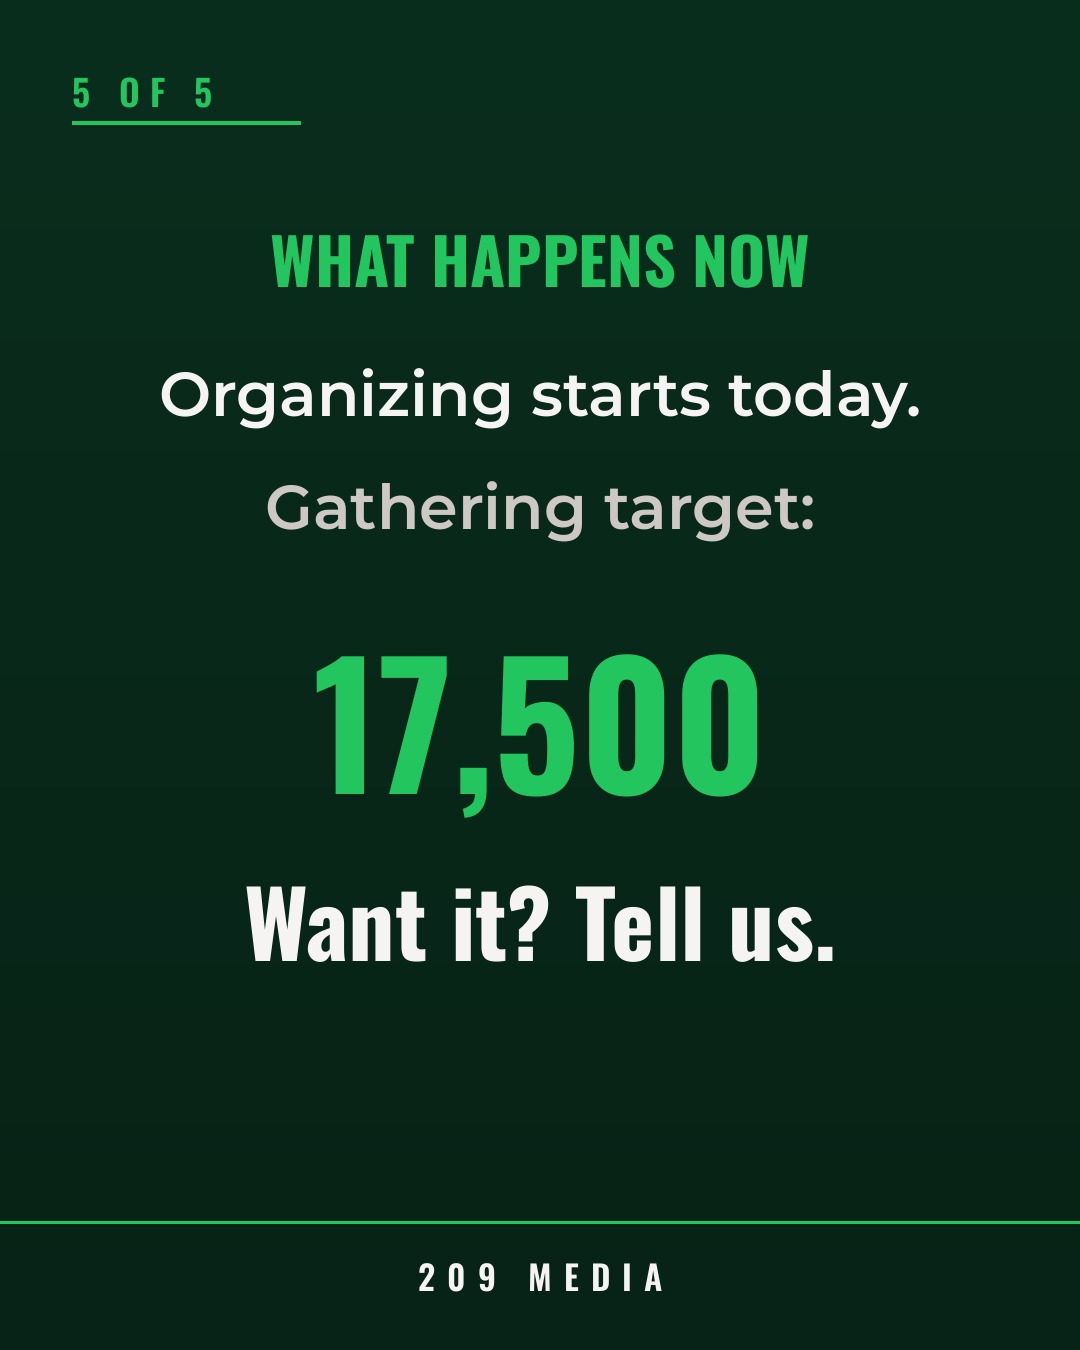 5 OF 5
WHAT HAPPENS NOW
Organizing starts today.
Gathering target:
17,500
Want it? Tell us.
209 MEDIA